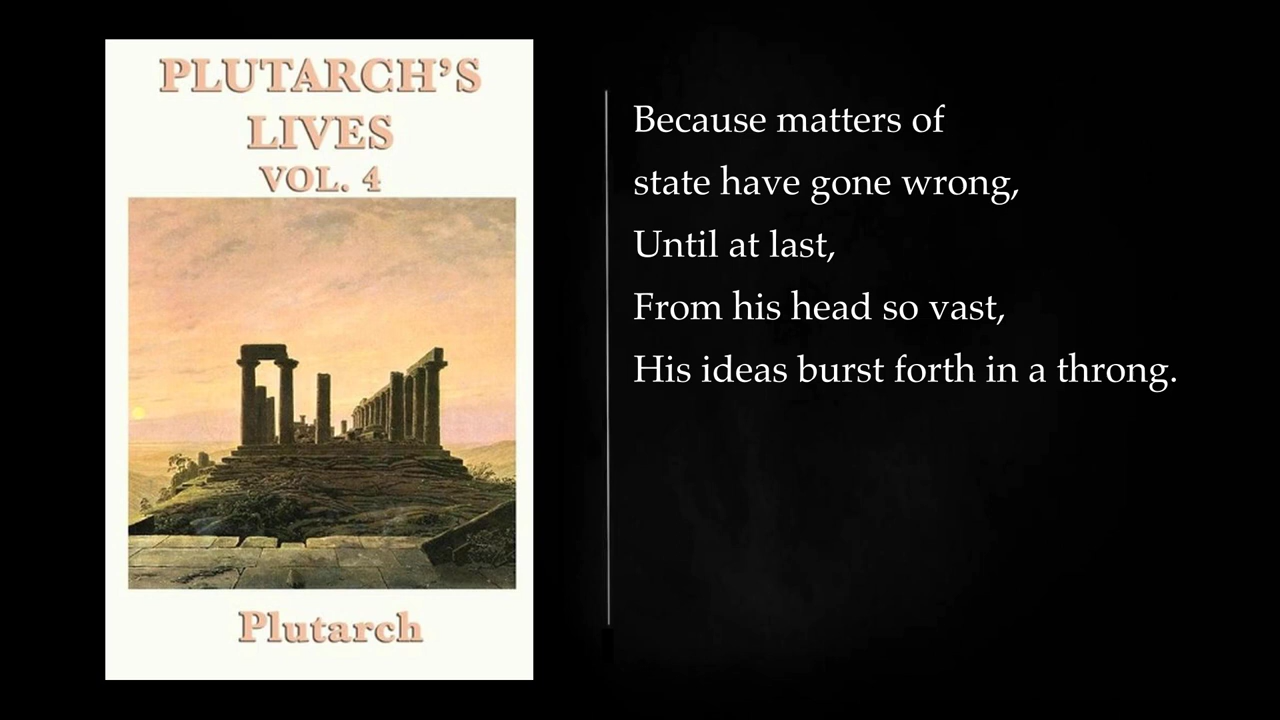 PLUTARCH'S
LIVES
VOL. 4
Plutarch
Because matters of
state have gone wrong,
Until at last,
From his head so vast,
His ideas burst forth in a throng.